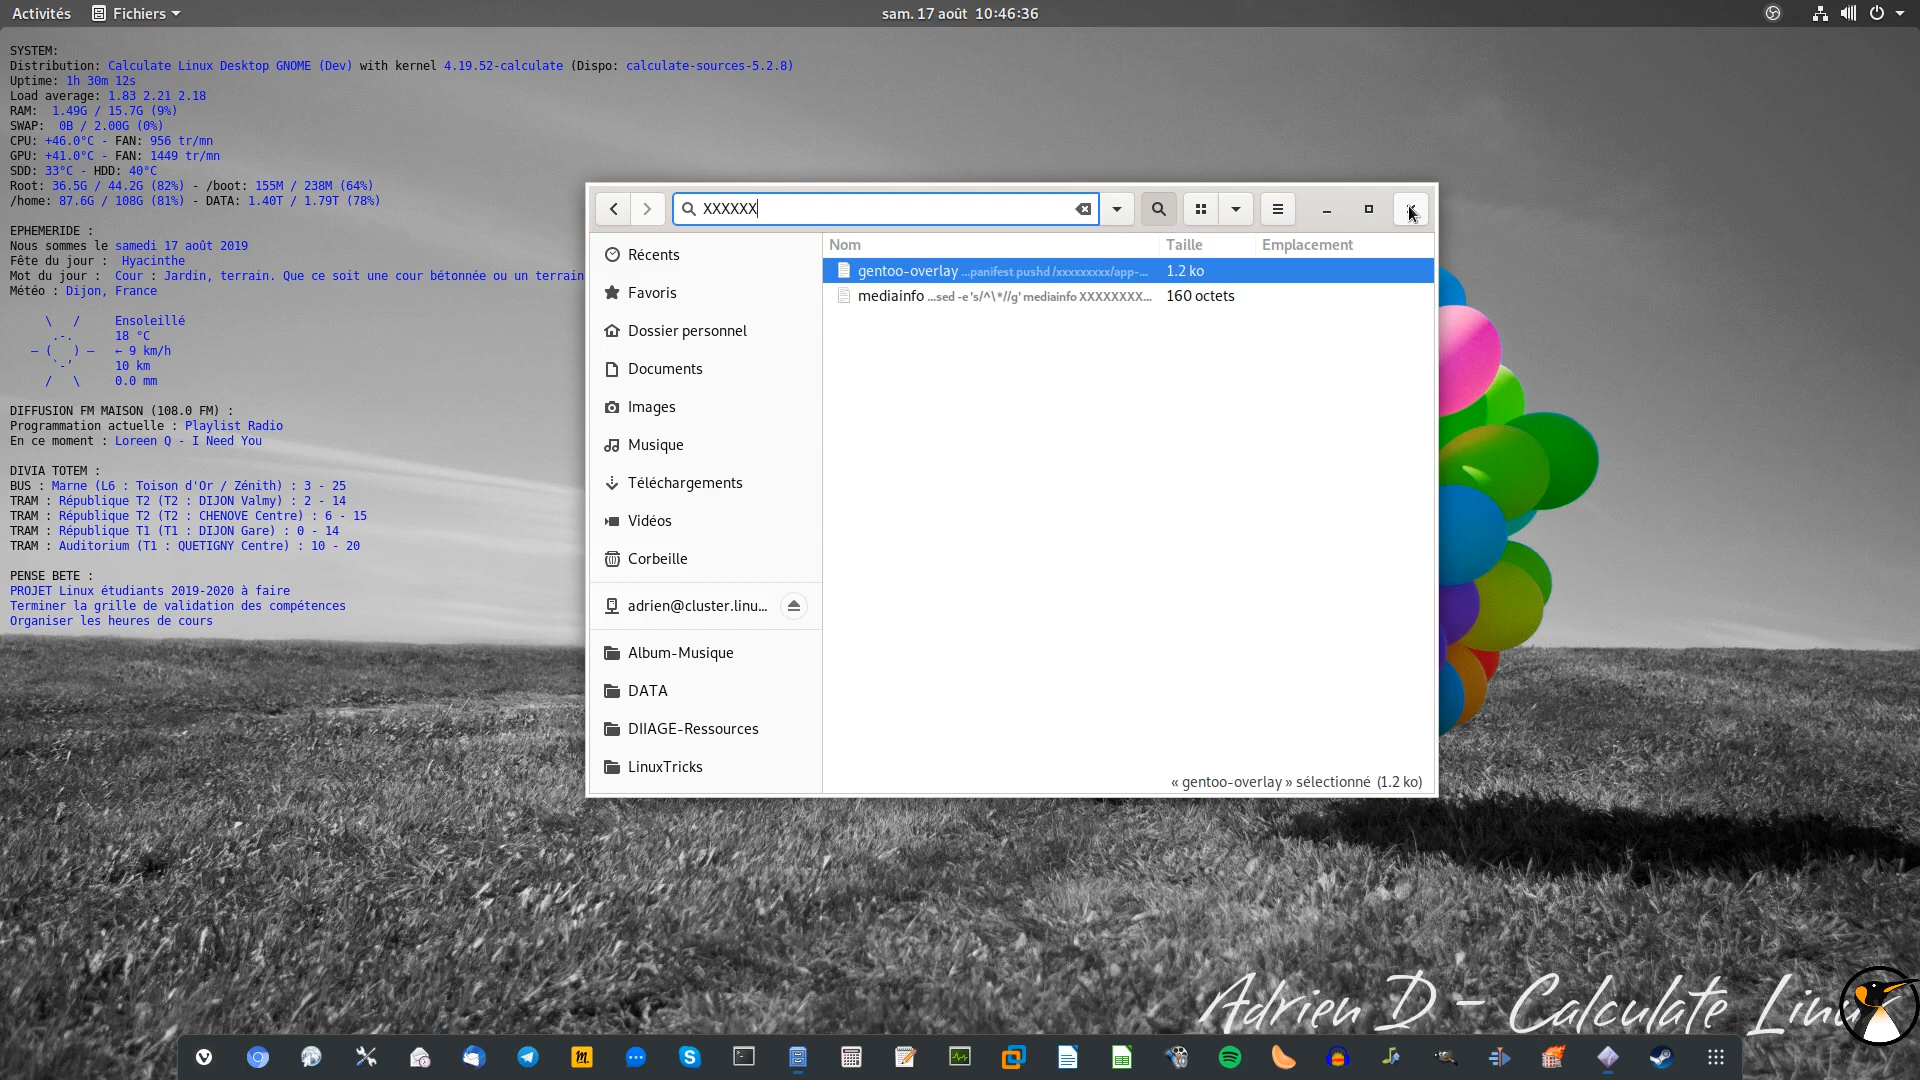 Activités Fichiers sam. 17 août 10:46:36
SYSTEM:
Distribution: Calculate Linux Desktop GNOME (Dev) with kernel 4.19.52-calculate (Dispo: calculate-sources-5.2.8)
Uptime: 1h 30m 12s
Load average: 1.83 2.21 2.18
RAM: 1.49G / 15.7G (9%)
SWAP: 0B / 2.00G (0%)
CPU: +46.0°C - FAN: 956 tr/mn
GPU: +41.0°C - FAN: 1449 tr/mn
SDD: 33°C - HDD: 40°C
Root: 36.5G / 44.2G (82%) - /boot: 155M / 238M (64%)
/home: 87.6G / 108G (81%) - DATA: 1.40T / 1.79T (78%)
EPHEMERIDE :
Nous sommes le samedi 17 août 2019
Fête du jour : Hyacinthe
Mot du jour : Cour : Jardin, terrain. Que ce soit une cour bétonnée ou un terrain
Météo : Dijon, France
\ / Ensoleillé
.-. 18 °C
― ( ) ― ← 9 km/h
`-’ 10 km
/ \ 0.0 mm
DIFFUSION FM MAISON (108.0 FM) :
Programmation actuelle : Playlist Radio
En ce moment : Loreen Q - I Need You
DIVIA TOTEM :
BUS : Marne (L6 : Toison d'Or / Zénith) : 3 - 25
TRAM : République T2 (T2 : DIJON Valmy) : 2 - 14
TRAM : République T2 (T2 : CHENOVE Centre) : 6 - 15
TRAM : République T1 (T1 : DIJON Gare) : 0 - 14
TRAM : Auditorium (T1 : QUETIGNY Centre) : 10 - 20
PENSE BETE :
PROJET Linux étudiants 2019-2020 à faire
Terminer la grille de validation des compétences
Organiser les heures de cours
XXXXXX
Récents
Favoris
Dossier personnel
Documents
Images
Musique
Téléchargements
Vidéos
Corbeille
adrien@cluster.linu...
Album-Musique
DATA
DIIAGE-Ressources
LinuxTricks
Nom Taille Emplacement
gentoo-overlay ...panifest pushd /xxxxxxxxx/app-... 1.2 ko
mediainfo ...sed -e 's/^\*//g' mediainfo XXXXXXXX... 160 octets
« gentoo-overlay » sélectionné (1.2 ko)
Adrien D - Calculate Linux